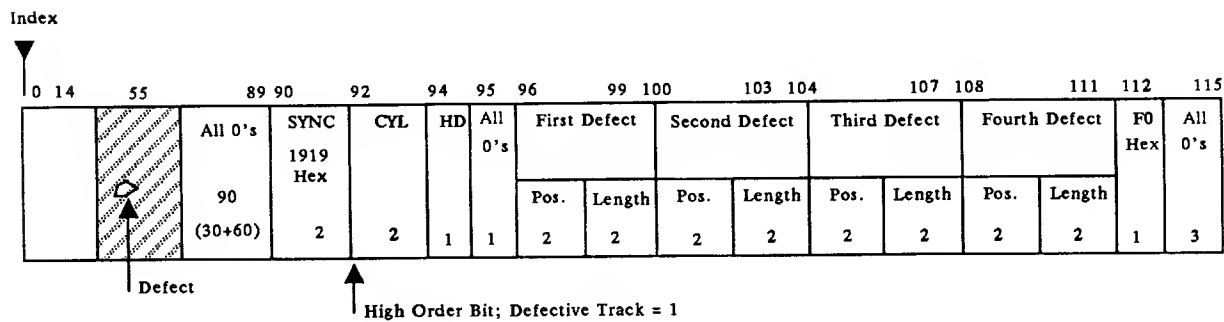 Index
0 14 55 89 90 92 94 95 96 99 100 103 104 107 108 111 112 115
All 0's SYNC CYL HD All First Defect Second Defect Third Defect Fourth Defect F0 All
1919 0's Hex 0's
Hex
90 Pos. Length Pos. Length Pos. Length Pos. Length
(30+60) 2 2 1 1 2 2 2 2 2 2 2 2 1 3
Defect
High Order Bit; Defective Track = 1